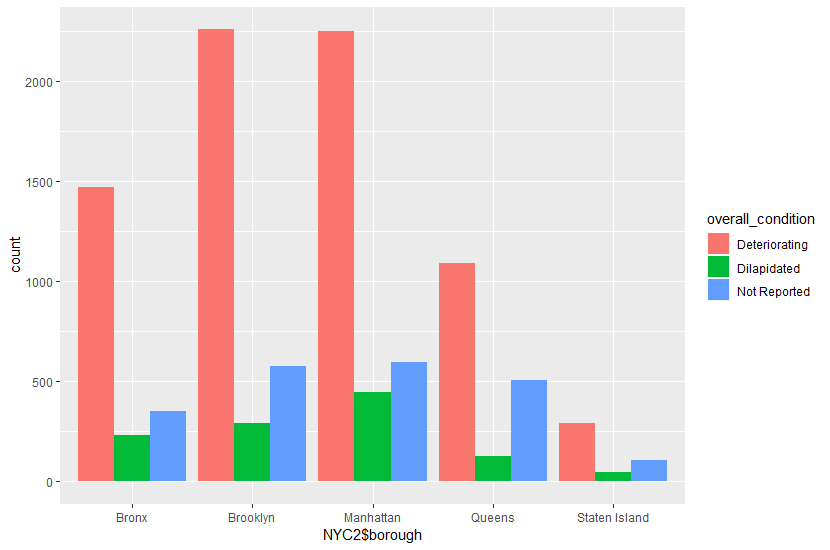 2000
1500
1000
500
0
count
Bronx
Brooklyn
Manhattan
Queens
Staten Island
NYC2$borough
overall_condition
Deteriorating
Dilapidated
Not Reported